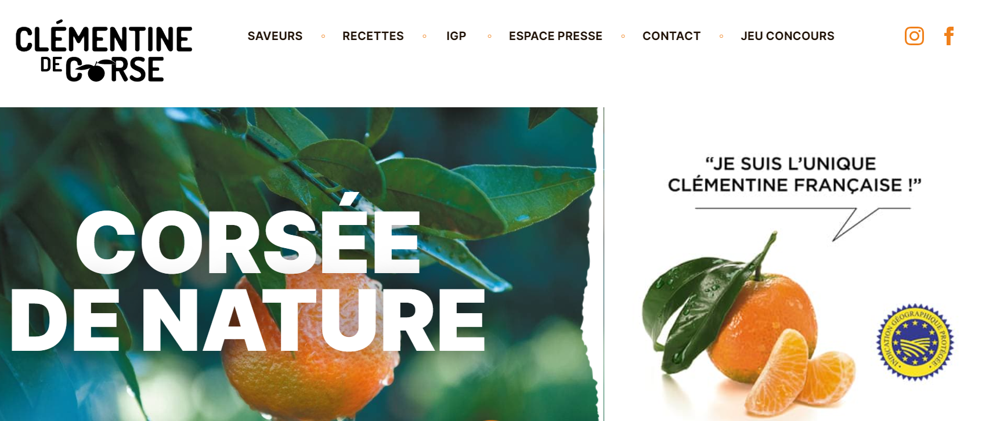 CLÉMENTINE
DE CORSE
SAVEURS
RECETTES
IGP
ESPACE PRESSE
CONTACT
JEU CONCOURS
CORSÉE
DE NATURE
“JE SUIS L’UNIQUE
CLÉMENTINE FRANÇAISE !”
INDICATION GÉOGRAPHIQUE PROTÉGÉE